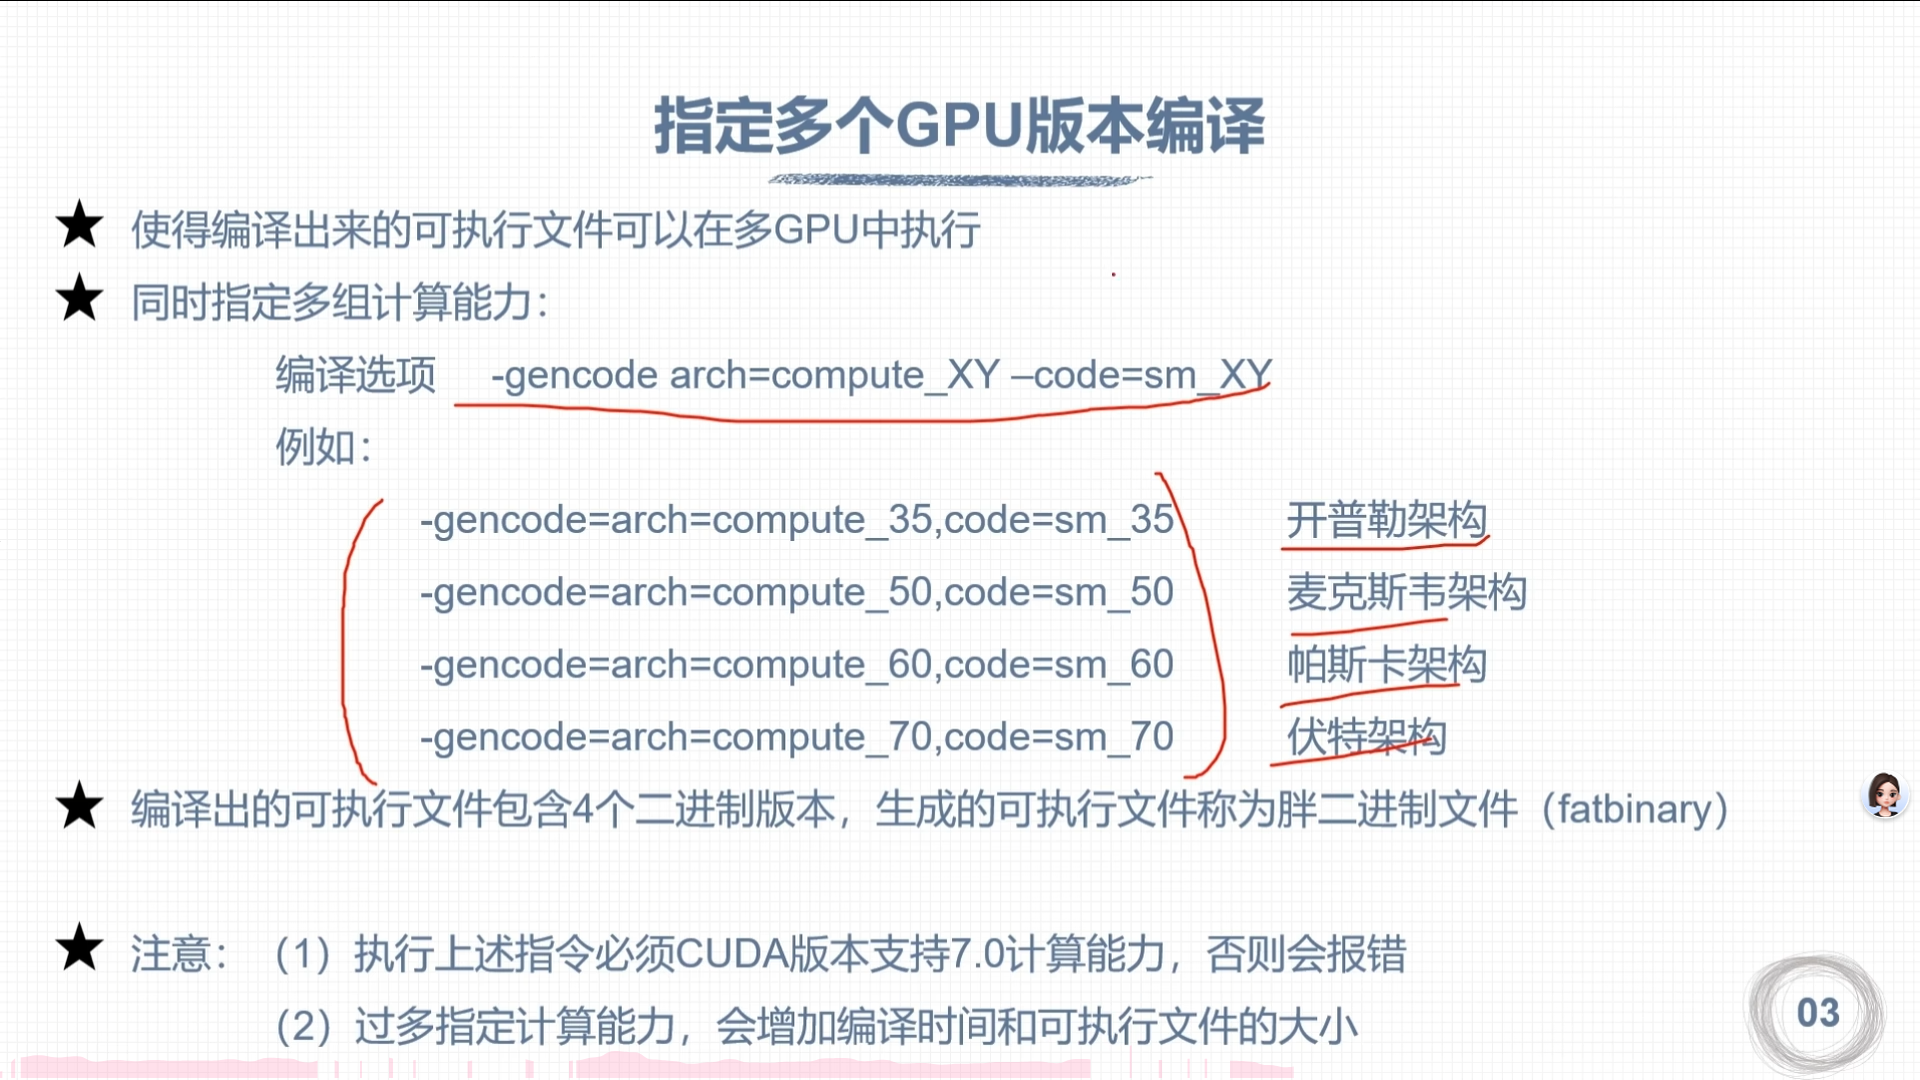 指定多个GPU版本编译
使得编译出来的可执行文件可以在多GPU中执行
同时指定多组计算能力：
编译选项 -gencode arch=compute_XY –code=sm_XY
例如：
-gencode=arch=compute_35,code=sm_35 开普勒架构
-gencode=arch=compute_50,code=sm_50 麦克斯韦架构
-gencode=arch=compute_60,code=sm_60 帕斯卡架构
-gencode=arch=compute_70,code=sm_70 伏特架构
编译出的可执行文件包含4个二进制版本，生成的可执行文件称为胖二进制文件（fatbinary）
注意：（1）执行上述指令必须CUDA版本支持7.0计算能力，否则会报错
（2）过多指定计算能力，会增加编译时间和可执行文件的大小
03